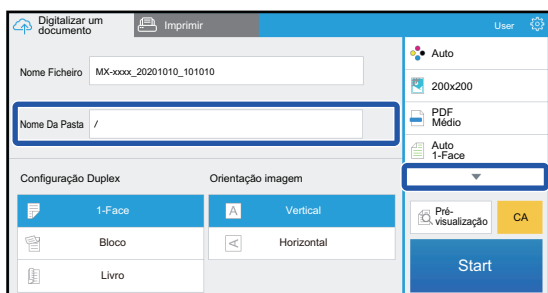 Digitalizar um
documento
Imprimir
User
Nome Ficheiro
MX-xxxx_20201010_101010
Nome Da Pasta
/
Configuração Duplex
Orientação imagem
1-Face
A
Vertical
Bloco
A
Horizontal
Livro
Auto
200x200
PDF
Médio
Auto
1-Face
Pré-
visualização
CA
Start